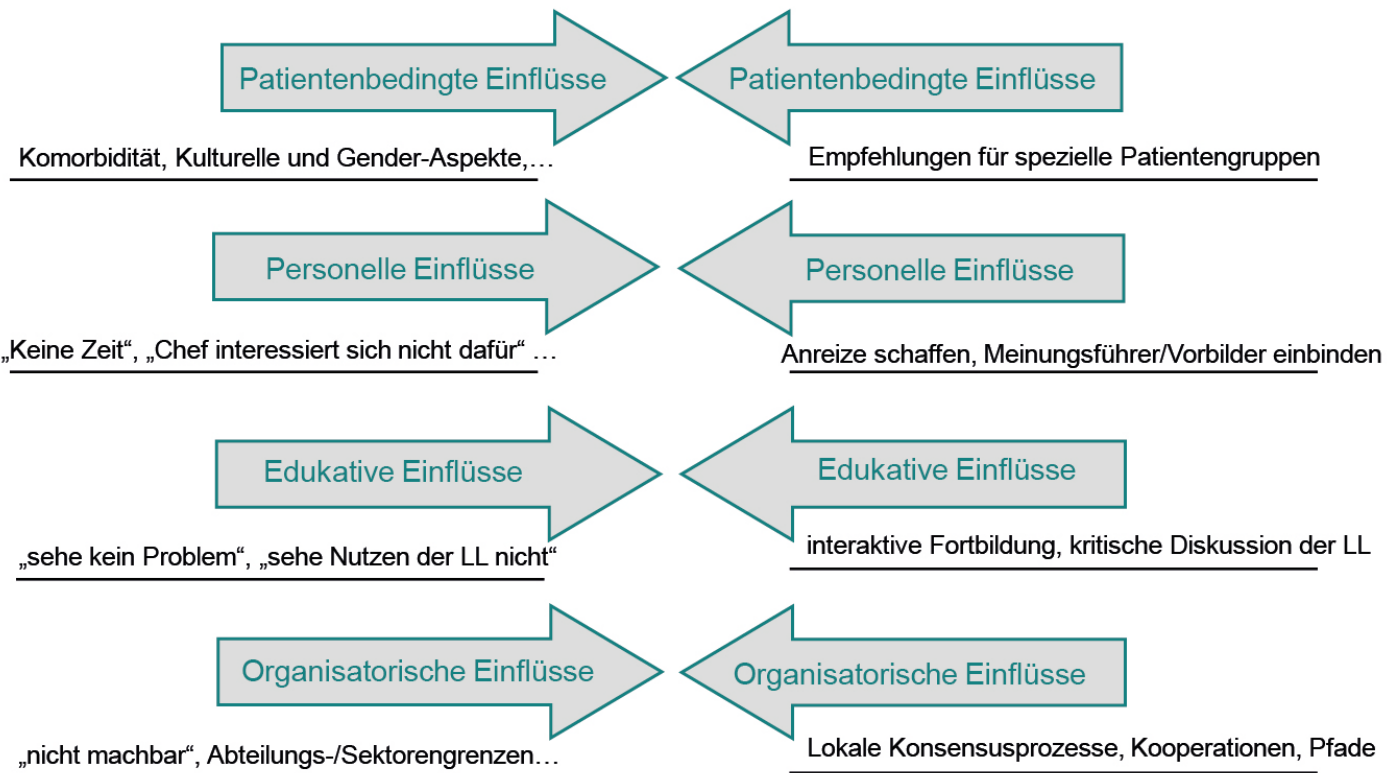 Patientenbedingte Einflüsse
Patientenbedingte Einflüsse
Komorbidität, Kulturelle und Gender-Aspekte,…
Empfehlungen für spezielle Patientengruppen
Personelle Einflüsse
Personelle Einflüsse
„Keine Zeit“, „Chef interessiert sich nicht dafür“ …
Anreize schaffen, Meinungsführer/Vorbilder einbinden
Edukative Einflüsse
Edukative Einflüsse
„sehe kein Problem“, „sehe Nutzen der LL nicht“
interaktive Fortbildung, kritische Diskussion der LL
Organisatorische Einflüsse
Organisatorische Einflüsse
„nicht machbar“, Abteilungs-/Sektorengrenzen…
Lokale Konsensusprozesse, Kooperationen, Pfade